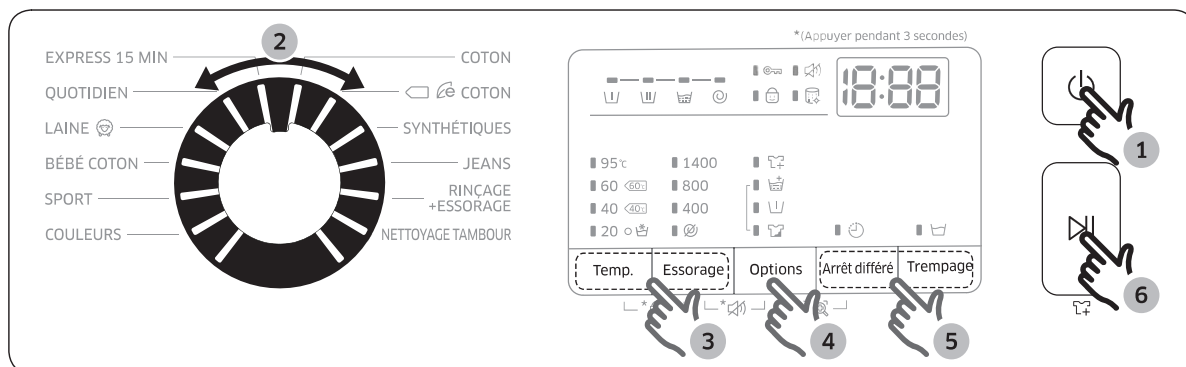 *(Appuyer pendant 3 secondes)
2
EXPRESS 15 MIN
QUOTIDIEN
LAINE
BÉBÉ COTON
SPORT
COULEURS
COTON
e COTON
SYNTHÉTIQUES
JEANS
RINÇAGE
+ESSORAGE
NETTOYAGE TAMBOUR
18:88
95℃ 1400
60 60℃ 800
40 40℃ 400
20
Temp. Essorage Options Arrêt différé Trempage
* *
3 4 5
1
6